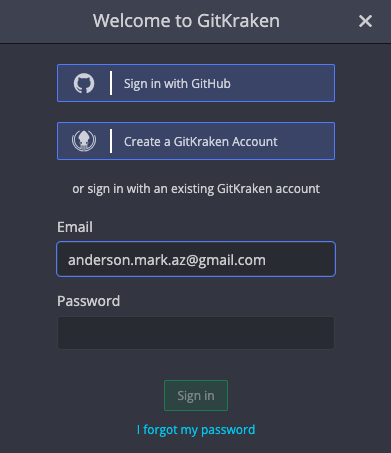 Welcome to GitKraken
Sign in with GitHub
Create a GitKraken Account
or sign in with an existing GitKraken account
Email
anderson.mark.az@gmail.com
Password
Sign in
I forgot my password